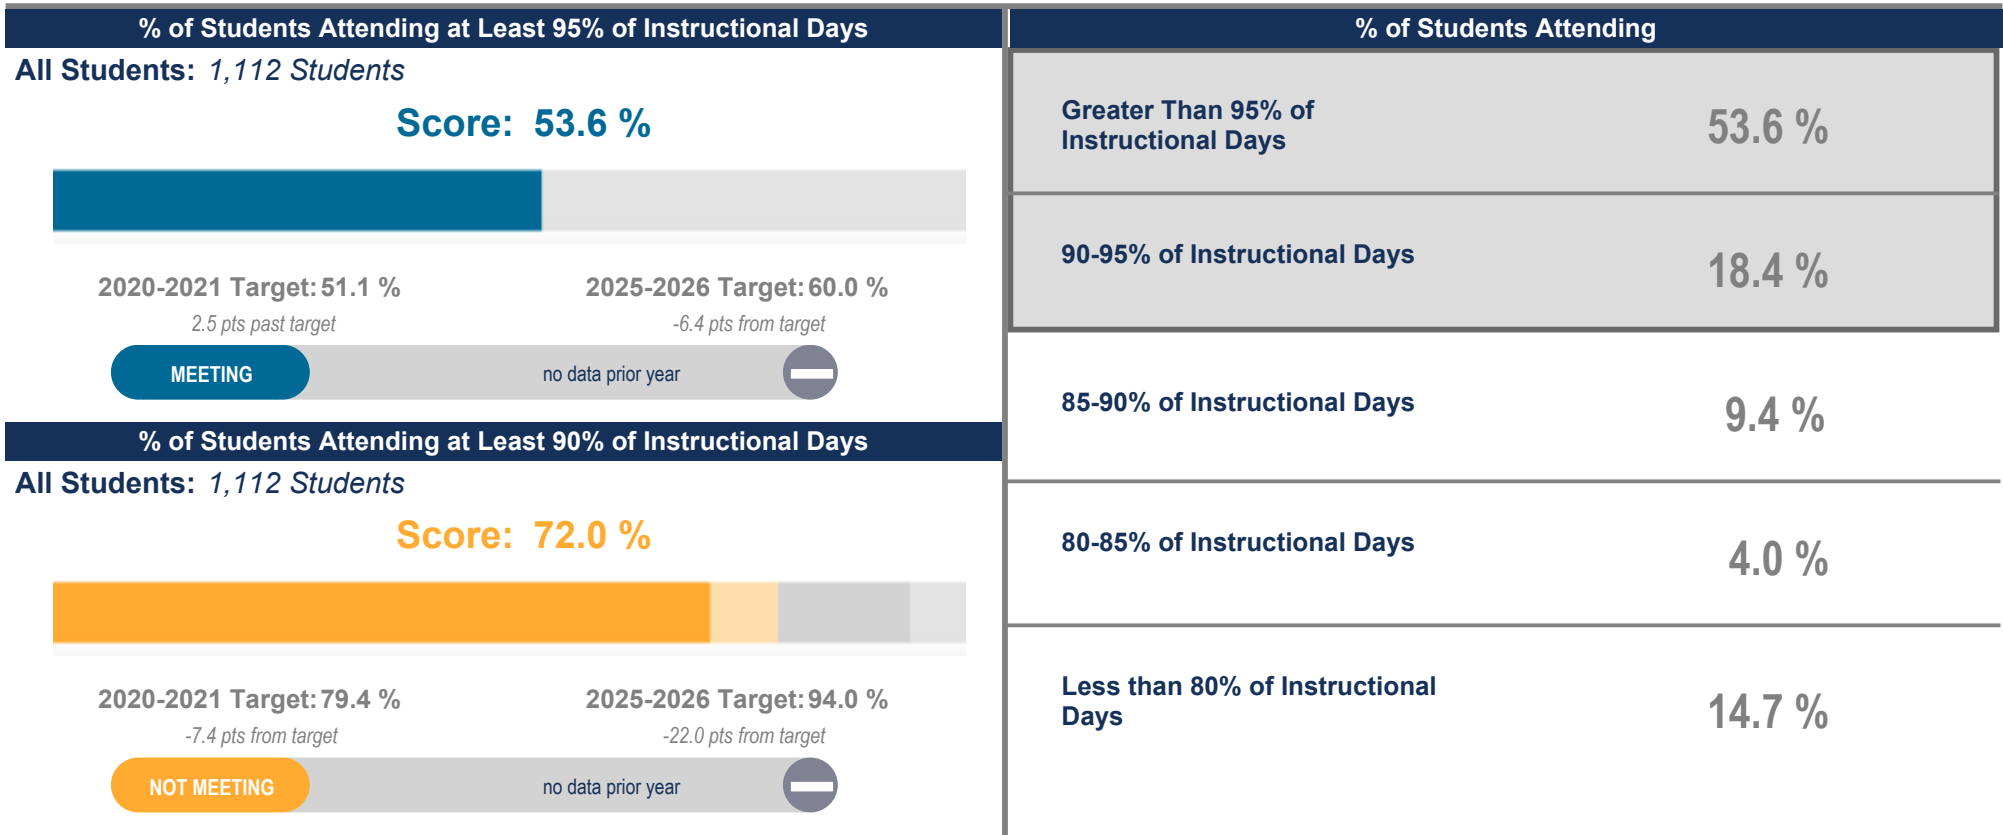 % of Students Attending at Least 95% of Instructional Days
All Students: 1,112 Students
Score: 53.6 %
2020-2021 Target: 51.1 %
2.5 pts past target
2025-2026 Target: 60.0 %
-6.4 pts from target
MEETING
no data prior year
% of Students Attending at Least 90% of Instructional Days
All Students: 1,112 Students
Score: 72.0 %
2020-2021 Target: 79.4 %
-7.4 pts from target
2025-2026 Target: 94.0 %
-22.0 pts from target
NOT MEETING
no data prior year
% of Students Attending
Greater Than 95% of
Instructional Days
53.6 %
90-95% of Instructional Days
18.4 %
85-90% of Instructional Days
9.4 %
80-85% of Instructional Days
4.0 %
Less than 80% of Instructional
Days
14.7 %